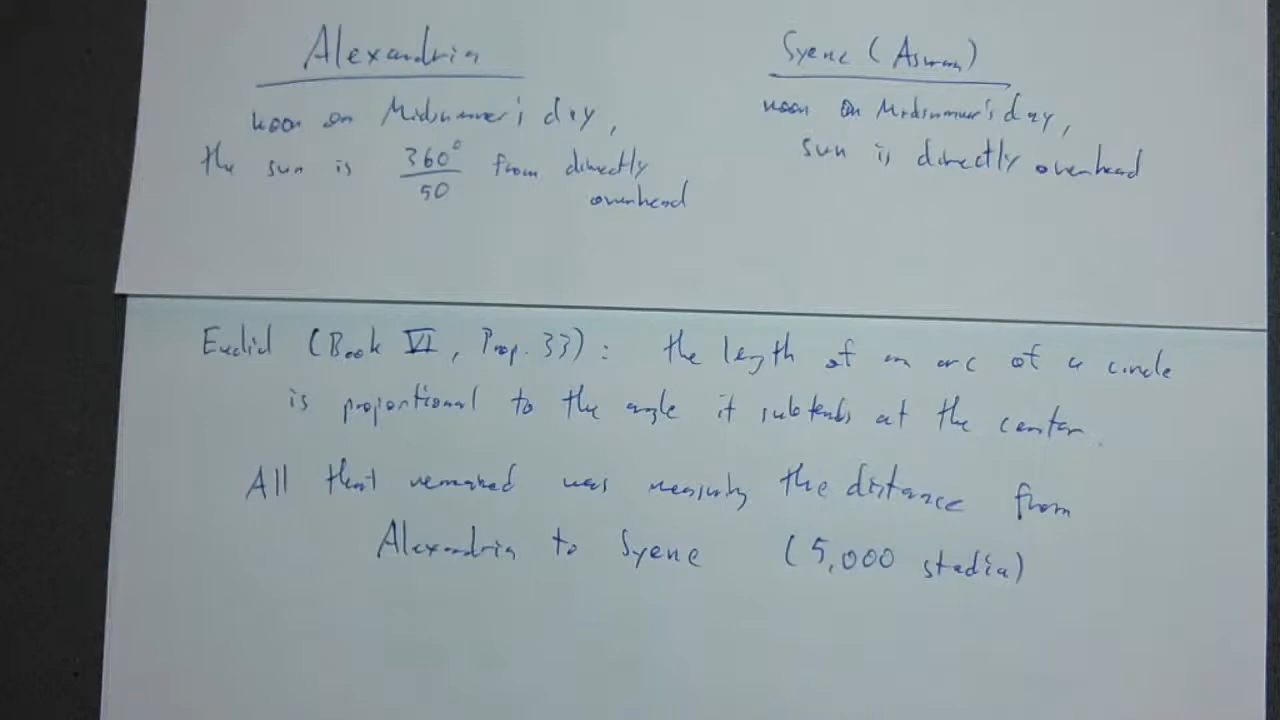 Alexandria
noon on Midsummer's day,
the sun is 360°/50 from directly
overhead
Syene (Aswan)
noon on Midsummer's day,
sun is directly overhead
Euclid (Book VI, Prop. 33): the length of an arc of a circle
is proportional to the angle it subtends at the center.
All that remained was measuring the distance from
Alexandria to Syene (5,000 stadia)